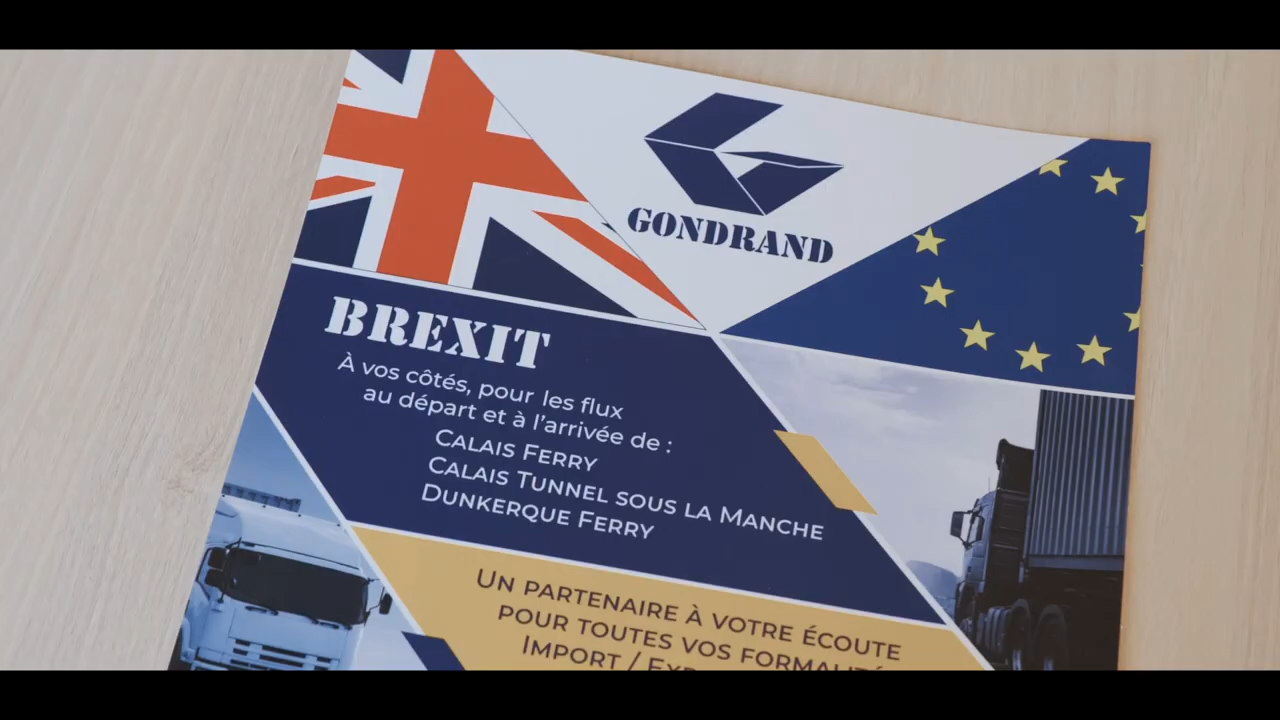 GONDRAND
BREXIT
À vos côtés, pour les flux
au départ et à l'arrivée de :
CALAIS FERRY
CALAIS TUNNEL SOUS LA MANCHE
DUNKERQUE FERRY
UN PARTENAIRE À VOTRE ÉCOUTE
POUR TOUTES VOS FORMALITÉS
IMPORT /